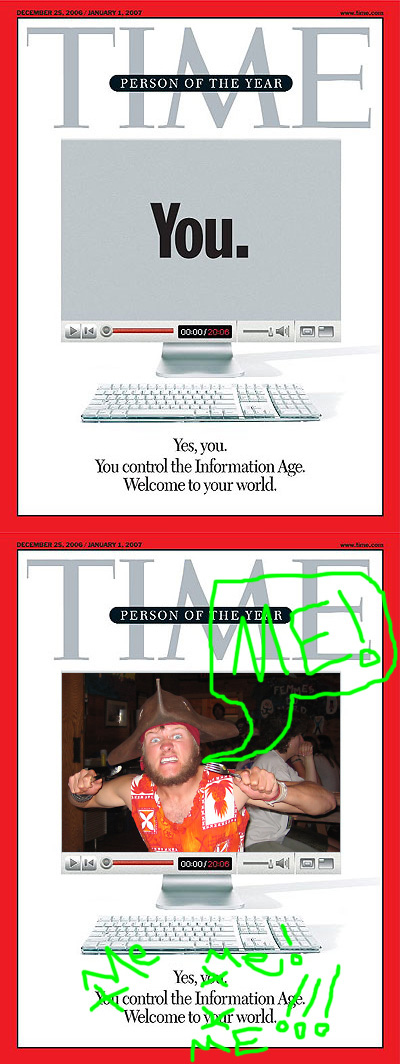 DECEMBER 25, 2006 / JANUARY 1, 2007 www.time.com
TIME
PERSON OF THE YEAR
You.
00:00/20:06
Yes, you.
You control the Information Age.
Welcome to your world.
DECEMBER 25, 2006 / JANUARY 1, 2007 www.time.com
TIME
PERSON OF THE YEAR
ME!
FEMMES
00:00/20:06
Me Me!
Yes, you.
You control the Information Age.
Welcome to your world.
ME!!!